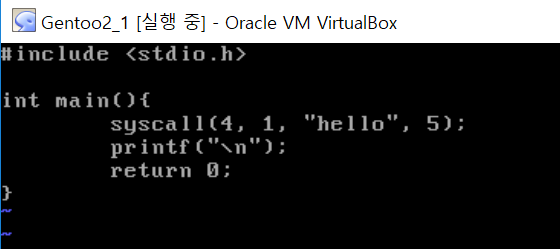 Gentoo2_1 [실행 중] - Oracle VM VirtualBox
#include <stdio.h>
int main(){
        syscall(4, 1, "hello", 5);
        printf("\n");
        return 0;
}
~
~